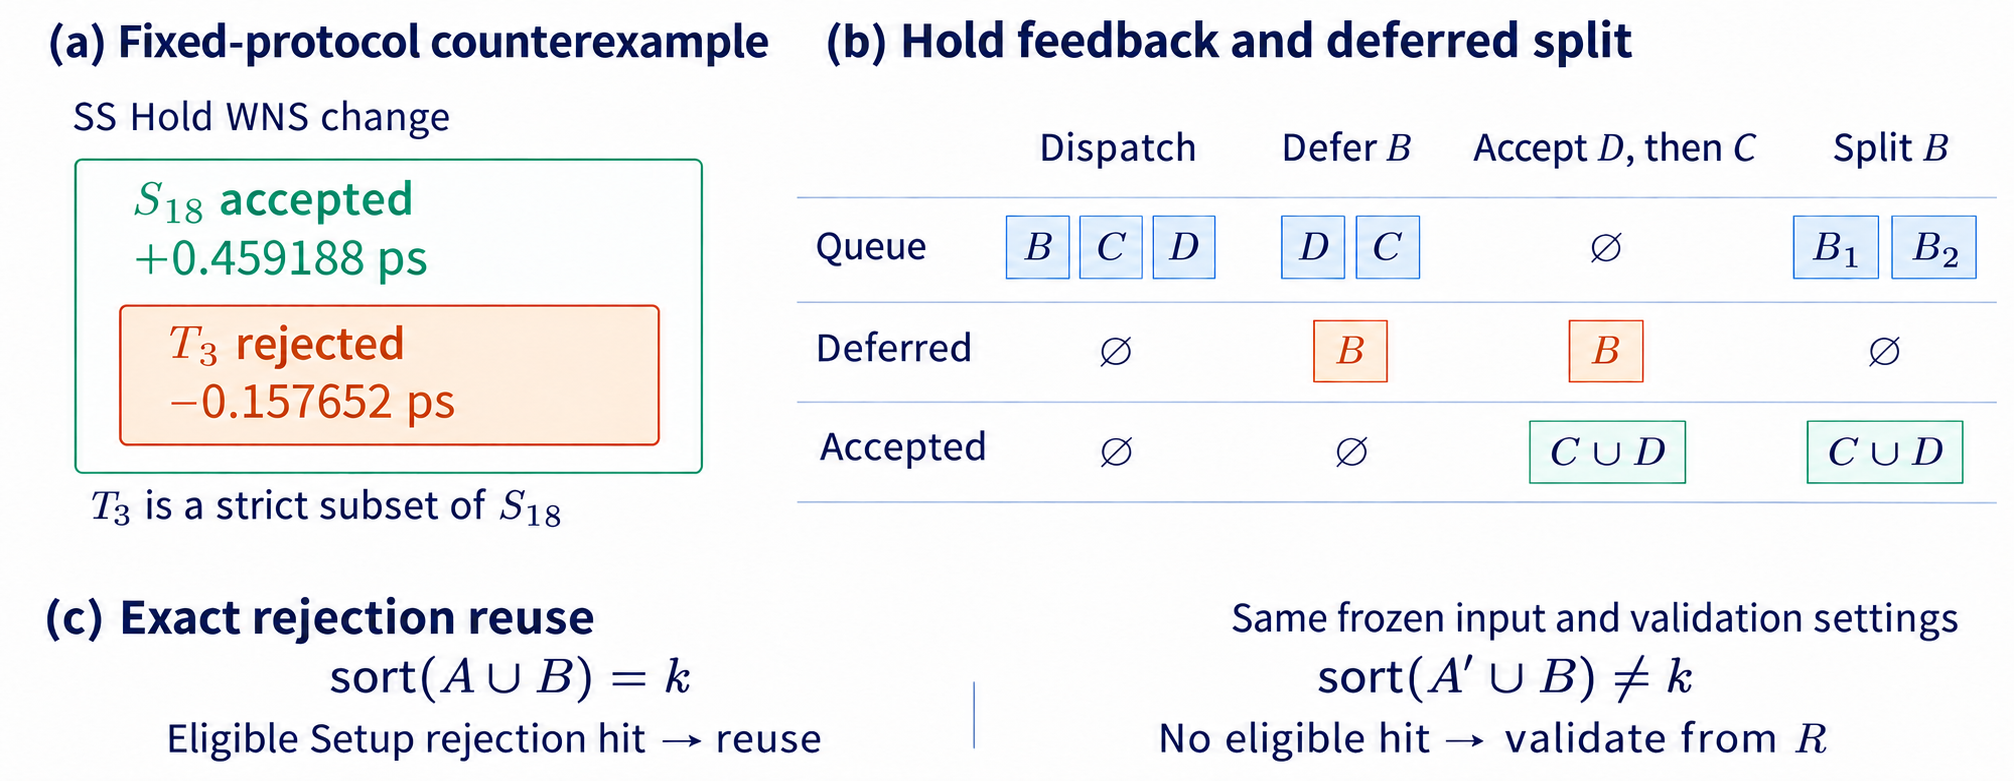 (a) Fixed-protocol counterexample
SS Hold WNS change
S₁₈ accepted
+0.459188 ps
T₃ rejected
−0.157652 ps
T₃ is a strict subset of S₁₈
(b) Hold feedback and deferred split
Dispatch Defer B Accept D, then C Split B
Queue B C D D C ∅ B₁ B₂
Deferred ∅ B B ∅
Accepted ∅ ∅ C ∪ D C ∪ D
(c) Exact rejection reuse
sort(A ∪ B) = k
Eligible Setup rejection hit → reuse
Same frozen input and validation settings
sort(A′ ∪ B) ≠ k
No eligible hit → validate from R